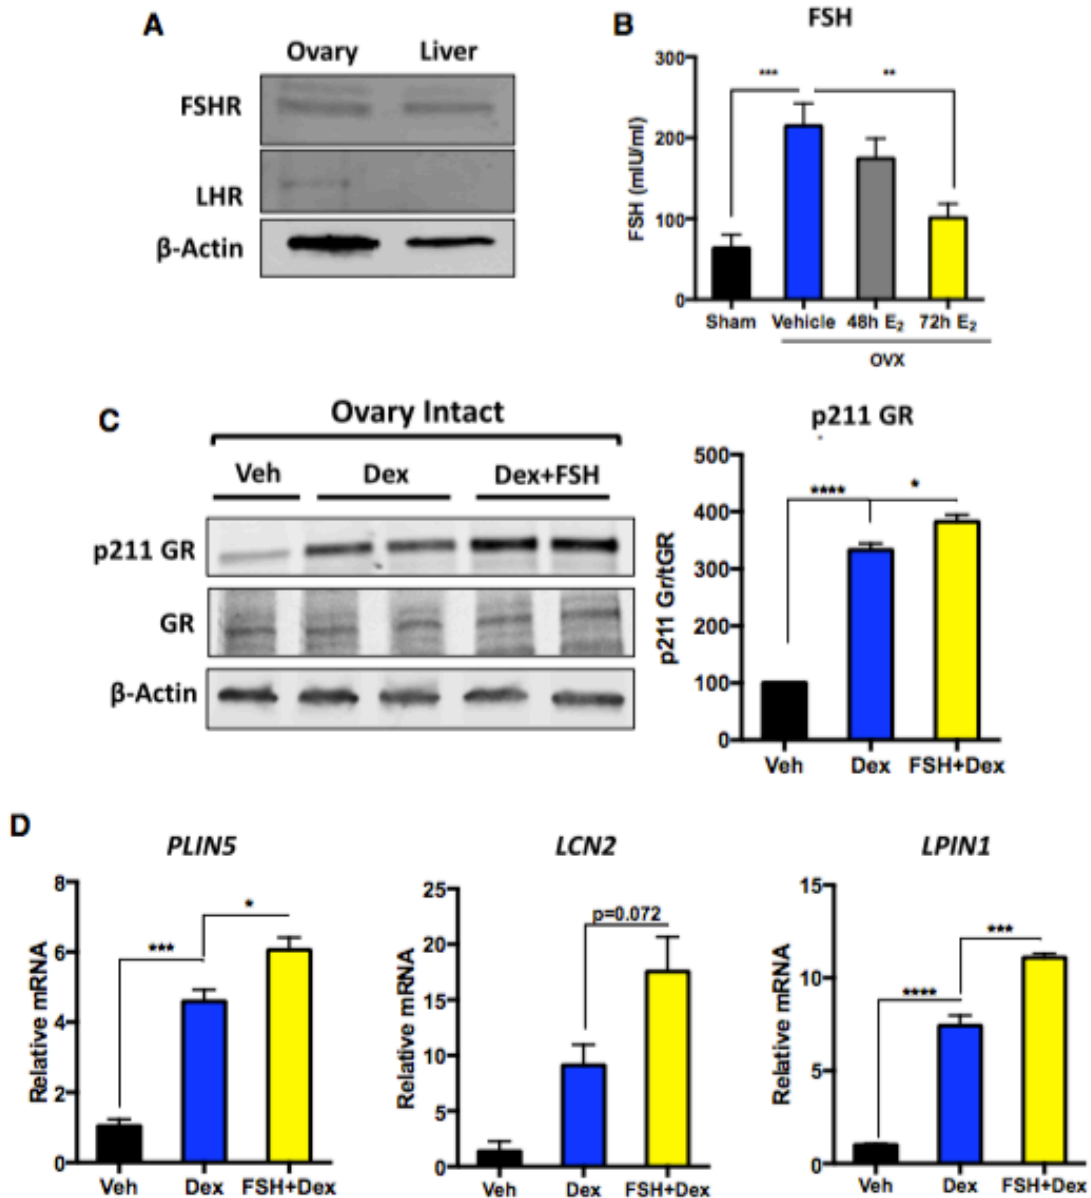 A
Ovary Liver
FSHR
LHR
β-Actin
B
FSH
FSH (mIU/ml)
300
200
100
0
***
**
Sham Vehicle 48h E₂ 72h E₂
OVX
C
Ovary Intact
Veh Dex Dex+FSH
p211 GR
GR
β-Actin
p211 GR
p211 Gr/tGR
500
400
300
200
100
0
****
*
Veh Dex FSH+Dex
D
PLIN5
Relative mRNA
8
6
4
2
0
***
*
Veh Dex FSH+Dex
LCN2
Relative mRNA
25
20
15
10
5
0
p=0.072
Veh Dex FSH+Dex
LPIN1
Relative mRNA
15
10
5
0
****
***
Veh Dex FSH+Dex